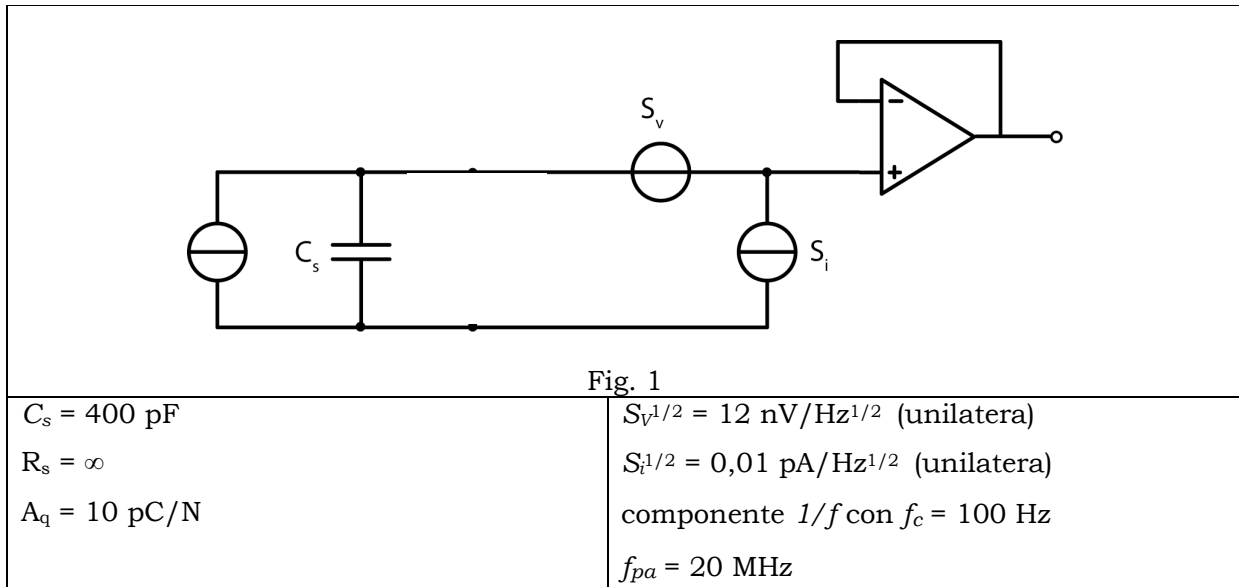 S_v
−
+
C_s
S_i
Fig. 1
C_s = 400 pF
R_s = ∞
A_q = 10 pC/N
S_V^1/2 = 12 nV/Hz^1/2 (unilatera)
S_i^1/2 = 0,01 pA/Hz^1/2 (unilatera)
componente 1/f con f_c = 100 Hz
f_pa = 20 MHz